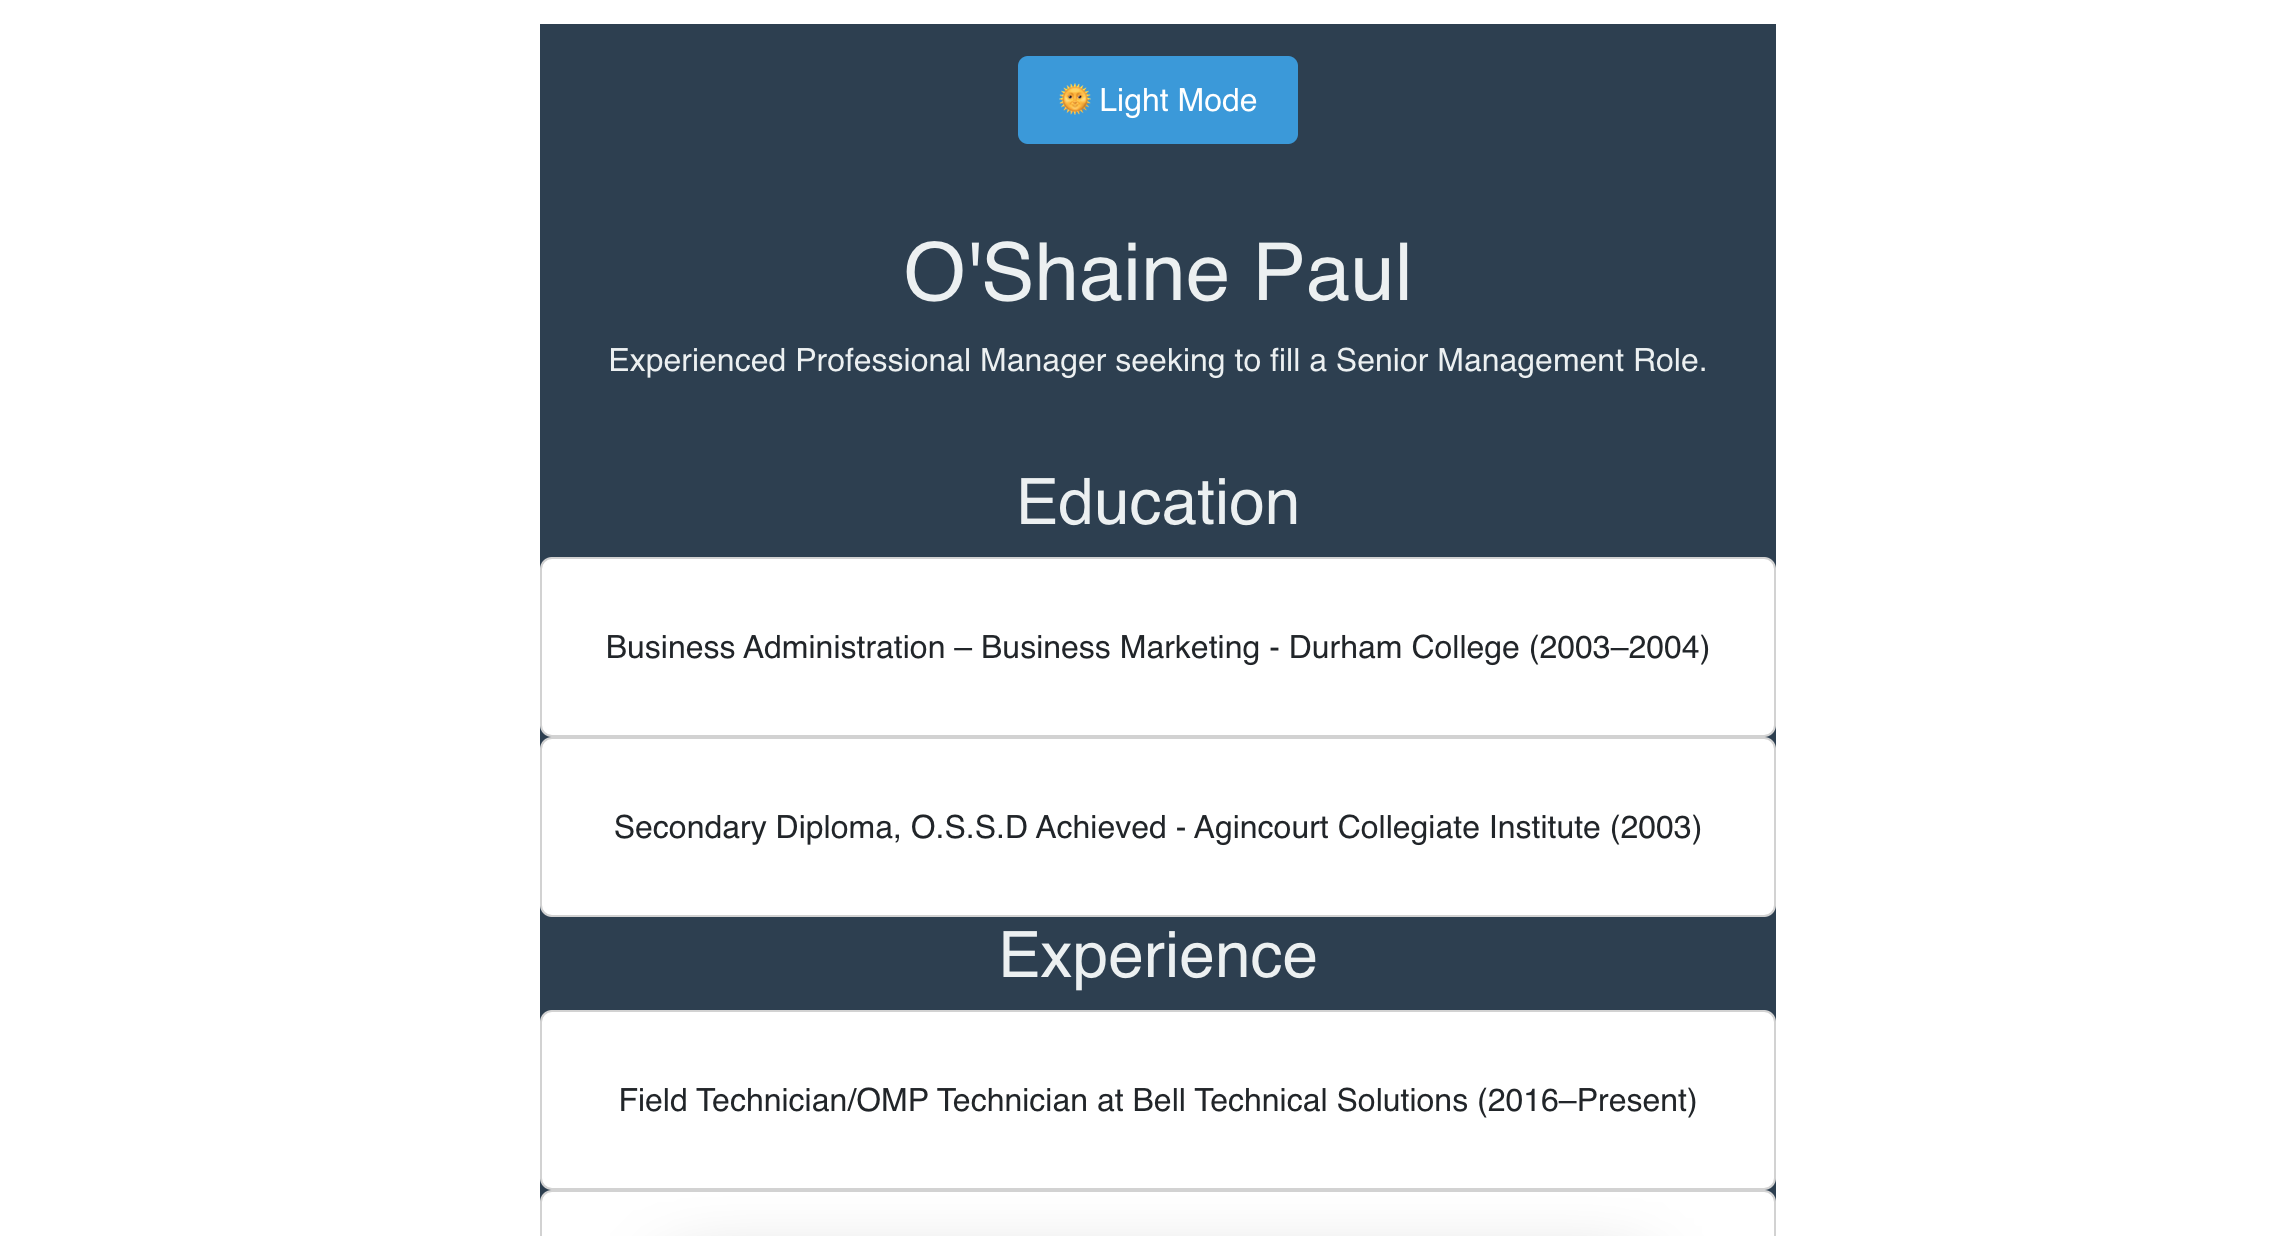 🌞 Light Mode
O'Shaine Paul
Experienced Professional Manager seeking to fill a Senior Management Role.
Education
Business Administration – Business Marketing - Durham College (2003–2004)
Secondary Diploma, O.S.S.D Achieved - Agincourt Collegiate Institute (2003)
Experience
Field Technician/OMP Technician at Bell Technical Solutions (2016–Present)